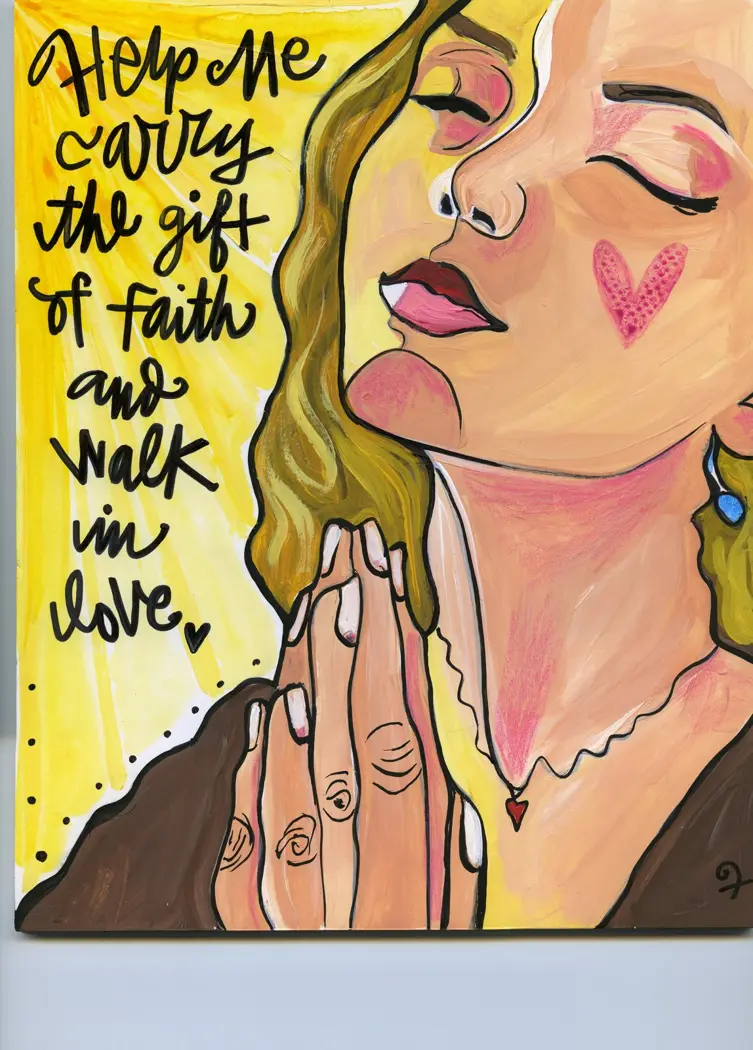 Help Me
carry
the gift
of faith
and
walk
in
love.